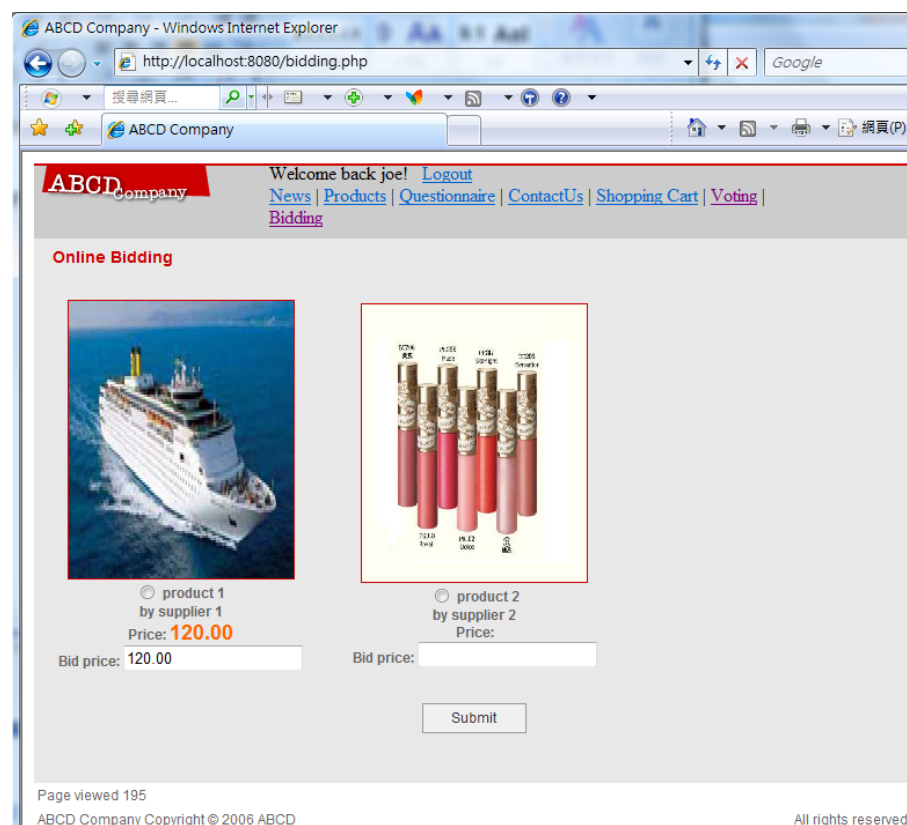 ABCD Company - Windows Internet Explorer
http://localhost:8080/bidding.php
Google
搜尋網頁...
ABCD Company
網頁(P)
ABCD Company
Welcome back joe! Logout
News | Products | Questionnaire | ContactUs | Shopping Cart | Voting |
Bidding
Online Bidding
product 1
by supplier 1
Price: 120.00
Bid price: 120.00
product 2
by supplier 2
Price:
Bid price:
Submit
Page viewed 195
ABCD Company Copyright © 2006 ABCD
All rights reserved